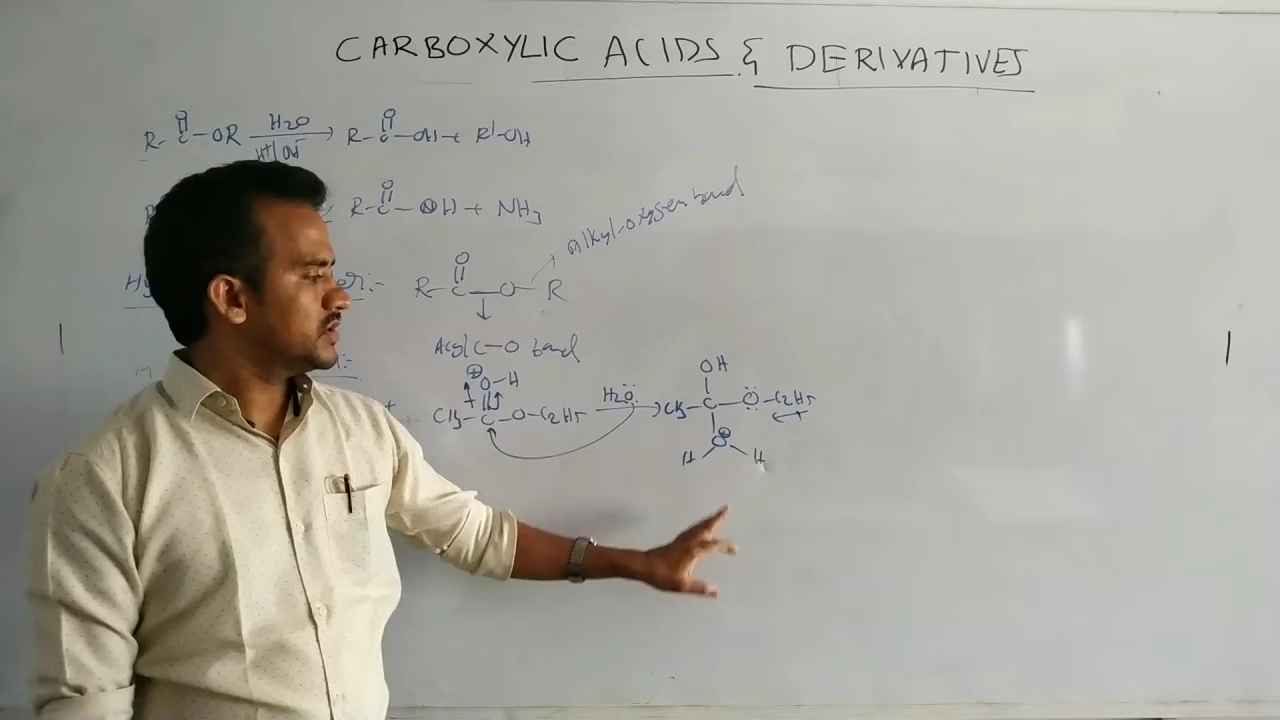 CARBOXYLIC ACIDS & DERIVATIVES
O
R-C-OR H2O H+/OH- → R-C-OH + R'-OH
O
R-C-OH + NH3
Alkyl-oxygen bond
O
R-C-O-R
Acyl C-O bond
⊕ O-H
CH3-C-O-C2H5 H2Ö → CH3-C-Ö-C2H5
OH
O⊕
H H